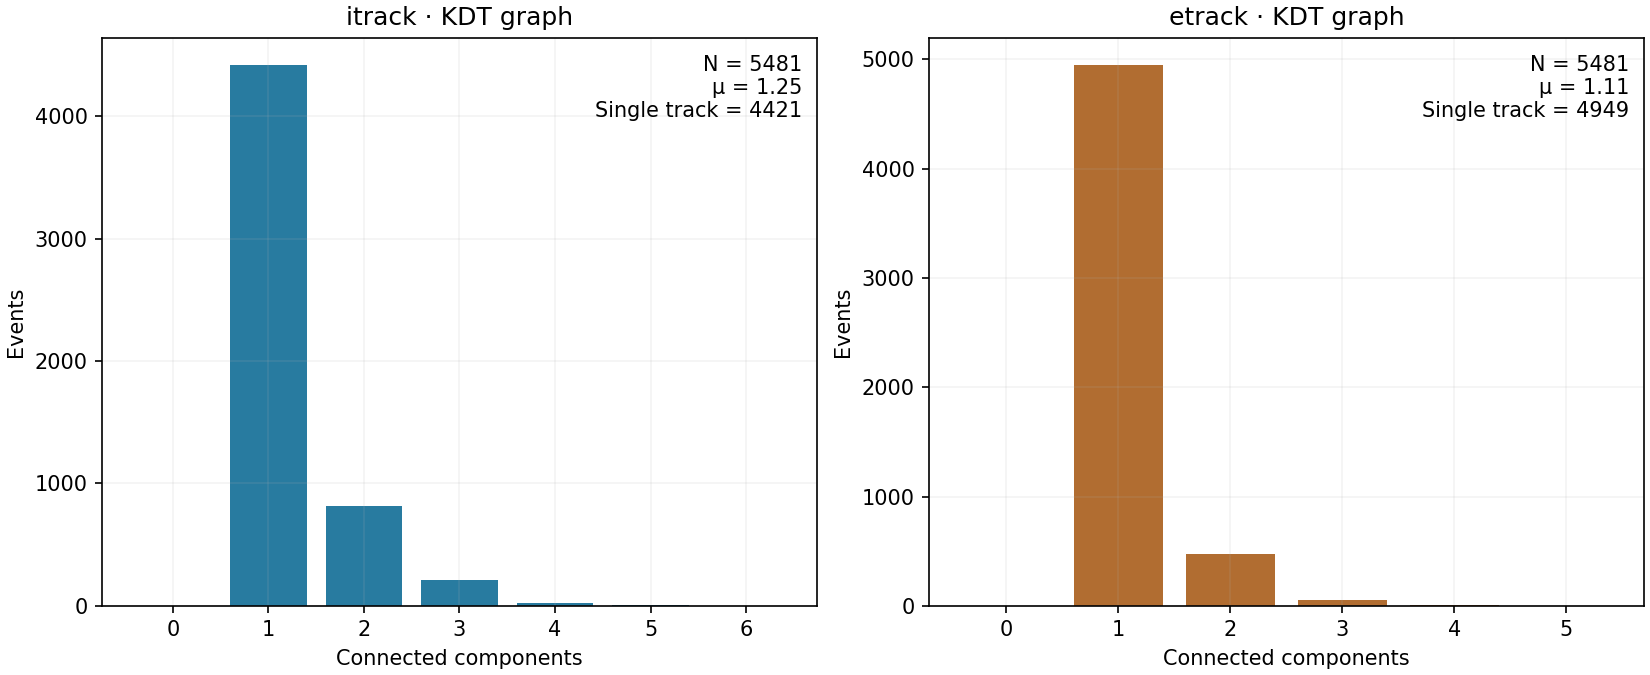 itrack · KDT graph
N = 5481
μ = 1.25
Single track = 4421
Events
4000
3000
2000
1000
0
0 1 2 3 4 5 6
Connected components
etrack · KDT graph
N = 5481
μ = 1.11
Single track = 4949
Events
5000
4000
3000
2000
1000
0
0 1 2 3 4 5
Connected components